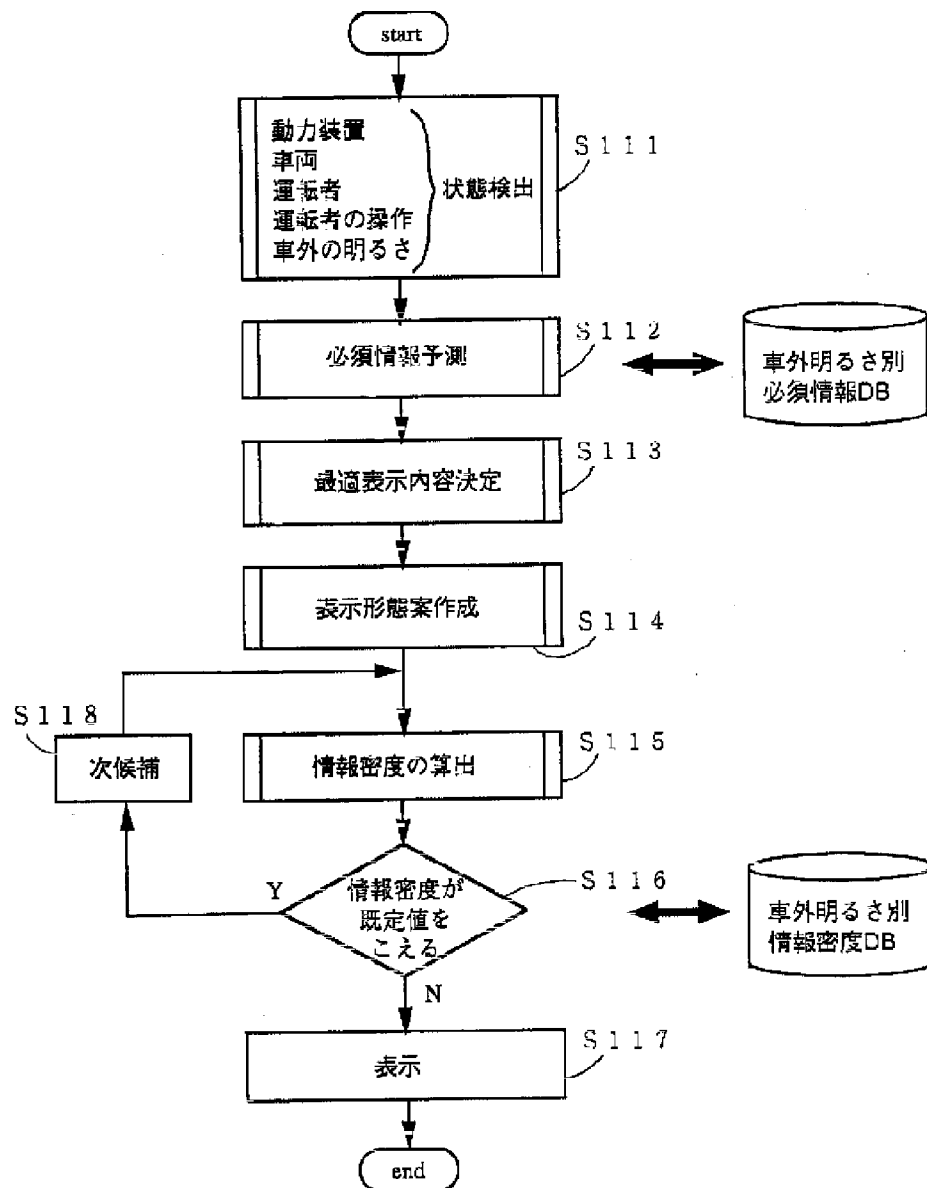 start
動力装置
車両
運転者
運転者の操作
車外の明るさ
状態検出
S111
必須情報予測
S112
車外明るさ別
必須情報DB
最適表示内容決定
S113
表示形態案作成
S114
S118
次候補
情報密度の算出
S115
Y
情報密度が
既定値を
こえる
S116
車外明るさ別
情報密度DB
N
表示
S117
end